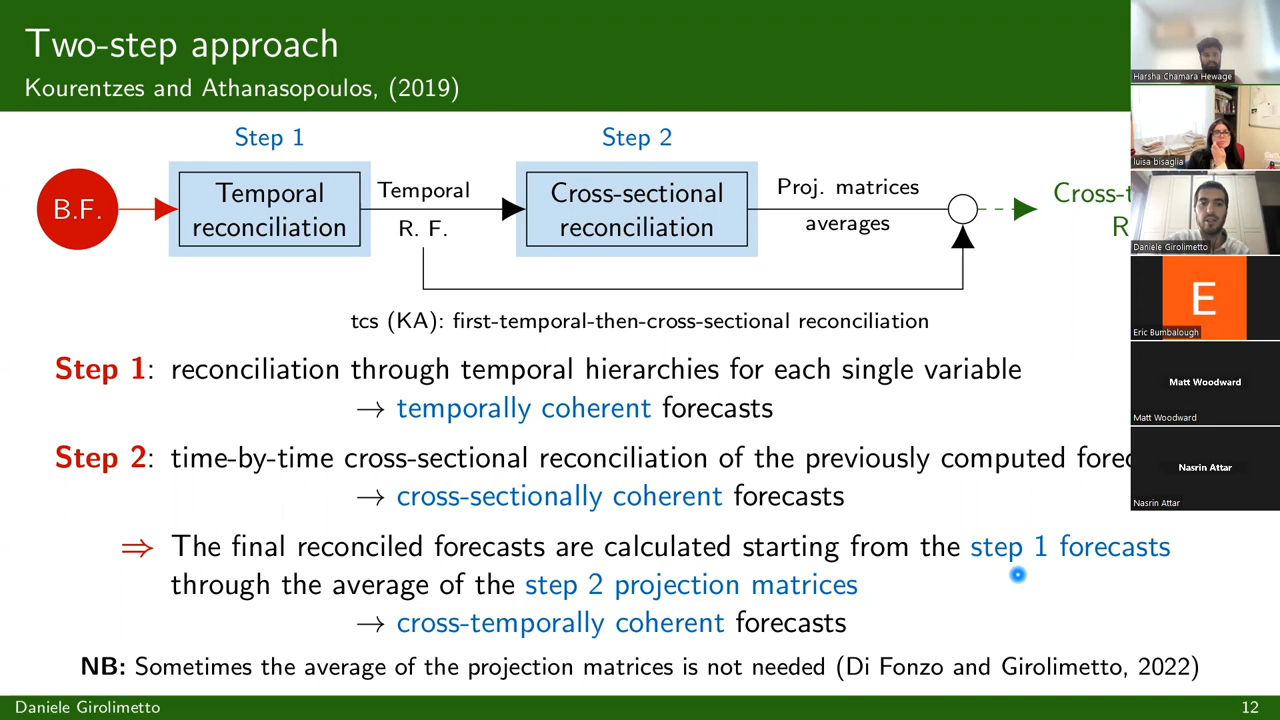 Two-step approach
Kourentzes and Athanasopoulos, (2019)
Step 1
Step 2
B.F.
Temporal
reconciliation
Temporal
R. F.
Cross-sectional
reconciliation
Proj. matrices
averages
Cross-t
R
tcs (KA): first-temporal-then-cross-sectional reconciliation
Step 1: reconciliation through temporal hierarchies for each single variable
→ temporally coherent forecasts
Step 2: time-by-time cross-sectional reconciliation of the previously computed forec
→ cross-sectionally coherent forecasts
⇒ The final reconciled forecasts are calculated starting from the step 1 forecasts
through the average of the step 2 projection matrices
→ cross-temporally coherent forecasts
NB: Sometimes the average of the projection matrices is not needed (Di Fonzo and Girolimetto, 2022)
Daniele Girolimetto
12
Harsha Chamara Hewage
luisa bisaglia
Daniele Girolimetto
E
Eric Bumbalough
Matt Woodward
Matt Woodward
Nasrin Attar
Nasrin Attar